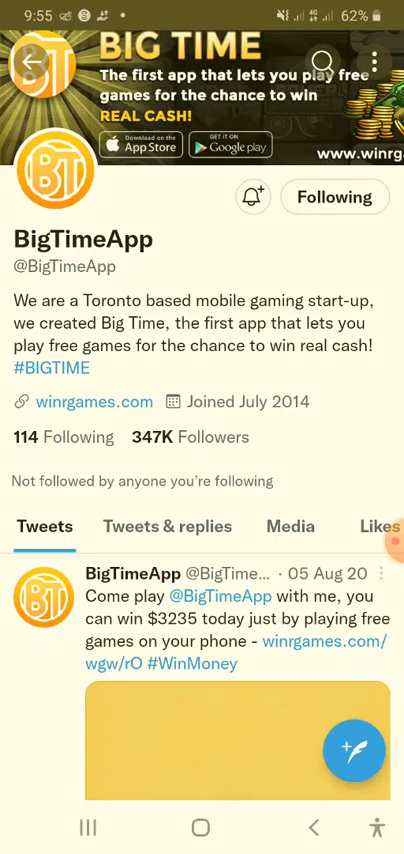 9:55
62%
BT
BIG TIME
The first app that lets you play free
games for the chance to win
REAL CASH!
Download on the
App Store
GET IT ON
Google play
www.winrg
BT
Following
BigTimeApp
@BigTimeApp
We are a Toronto based mobile gaming start-up,
we created Big Time, the first app that lets you
play free games for the chance to win real cash!
#BIGTIME
winrgames.com Joined July 2014
114 Following 347K Followers
Not followed by anyone you're following
Tweets Tweets & replies Media Likes
BT
BigTimeApp @BigTime... · 05 Aug 20
Come play @BigTimeApp with me, you
can win $3235 today just by playing free
games on your phone - winrgames.com/
wgw/rO #WinMoney